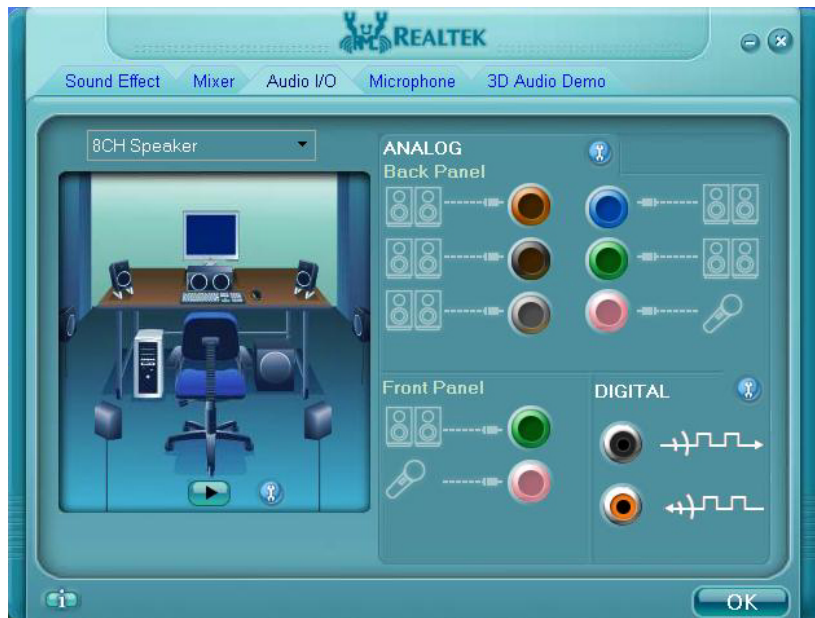 REALTEK
Sound Effect Mixer Audio I/O Microphone 3D Audio Demo
8CH Speaker
ANALOG
Back Panel
Front Panel
DIGITAL
i
OK